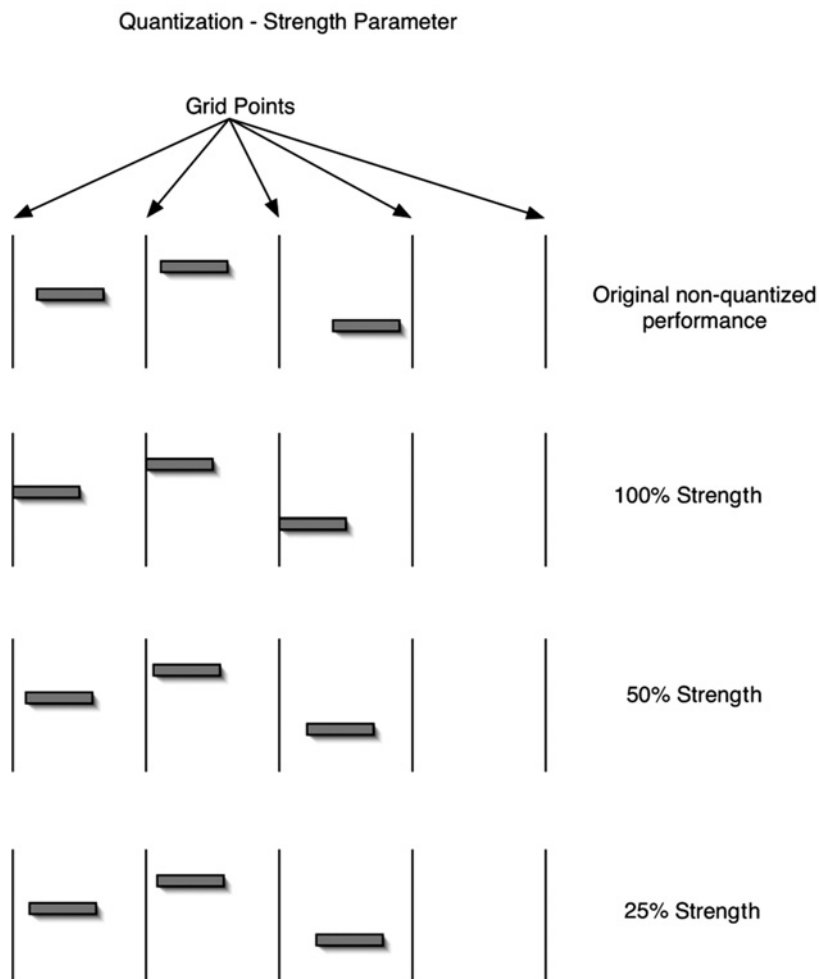 Quantization - Strength Parameter
Grid Points
Original non-quantized
performance
100% Strength
50% Strength
25% Strength